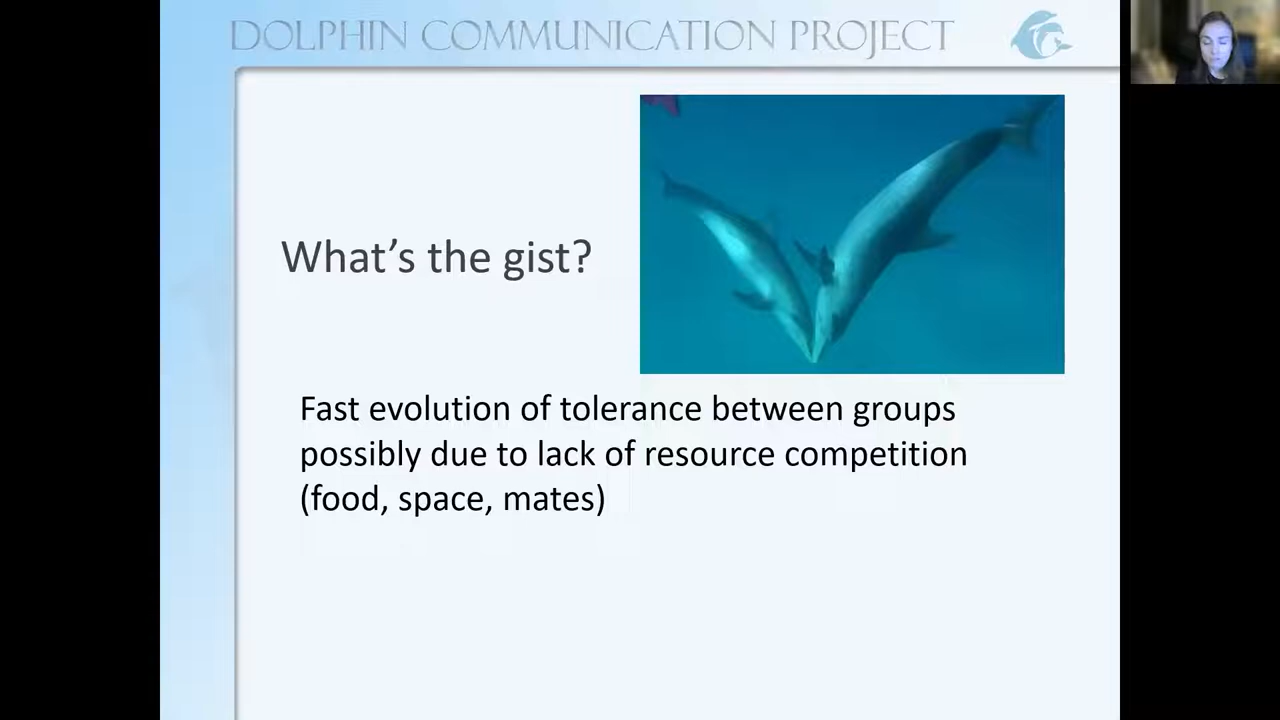 DOLPHIN COMMUNICATION PROJECT
What’s the gist?
Fast evolution of tolerance between groups
possibly due to lack of resource competition
(food, space, mates)